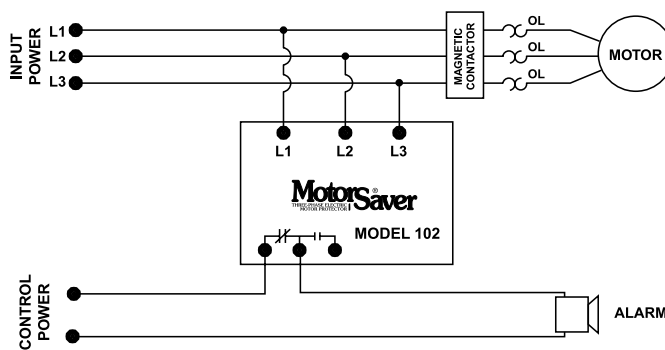 INPUT
POWER
L1
L2
L3
MAGNETIC
CONTACTOR
OL
OL
OL
MOTOR
L1
L2
L3
MotorSaver®
THREE-PHASE ELECTRIC
MOTOR PROTECTOR
MODEL 102
CONTROL
POWER
ALARM